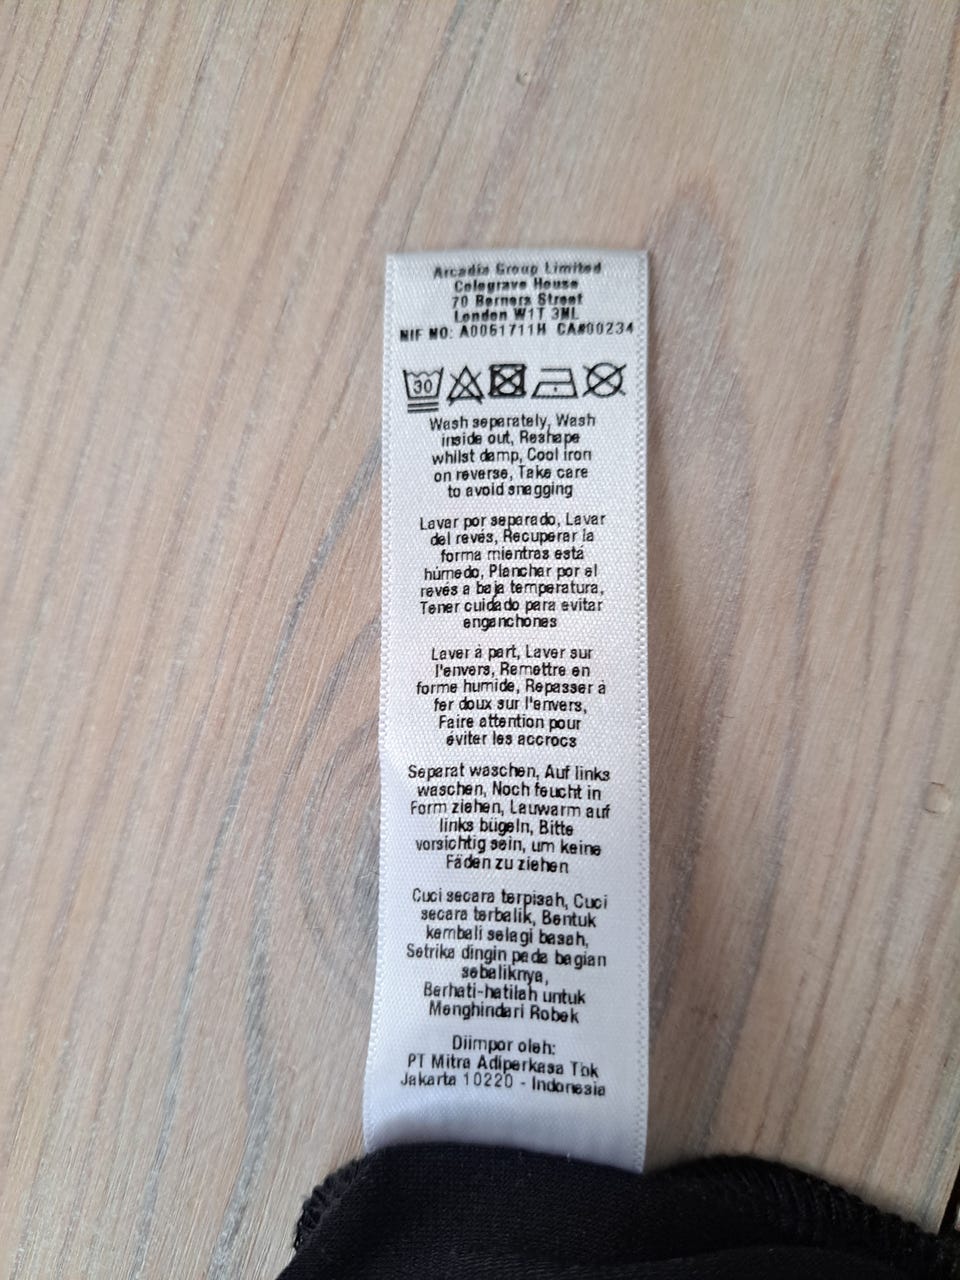 Arcadia Group Limited
Colegrave House
70 Berners Street
London W1T 3NL
NIF NO: A0051711H CA#00234
30
Wash separately, Wash
inside out, Reshape
whilst damp, Cool iron
on reverse, Take care
to avoid snagging
Lavar por separado, Lavar
del revés, Recuperar la
forma mientras está
húmedo, Planchar por el
revés a baja temperatura,
Tener cuidado para evitar
enganchones
Laver à part, Laver sur
l'envers, Remettre en
forme humide, Repasser à
fer doux sur l'envers,
Faire attention pour
éviter les accrocs
Separat waschen, Auf links
waschen, Noch feucht in
Form ziehen, Lauwarm auf
links bügeln, Bitte
vorsichtig sein, um keine
Fäden zu ziehen
Cuci secara terpisah, Cuci
secara terbalik, Bentuk
kembali selagi basah,
Setrika dingin pada bagian
sebaliknya,
Berhati-hatilah untuk
Menghindari Robek
Diimpor oleh:
PT Mitra Adiperkasa Tbk
Jakarta 10220 - Indonesia